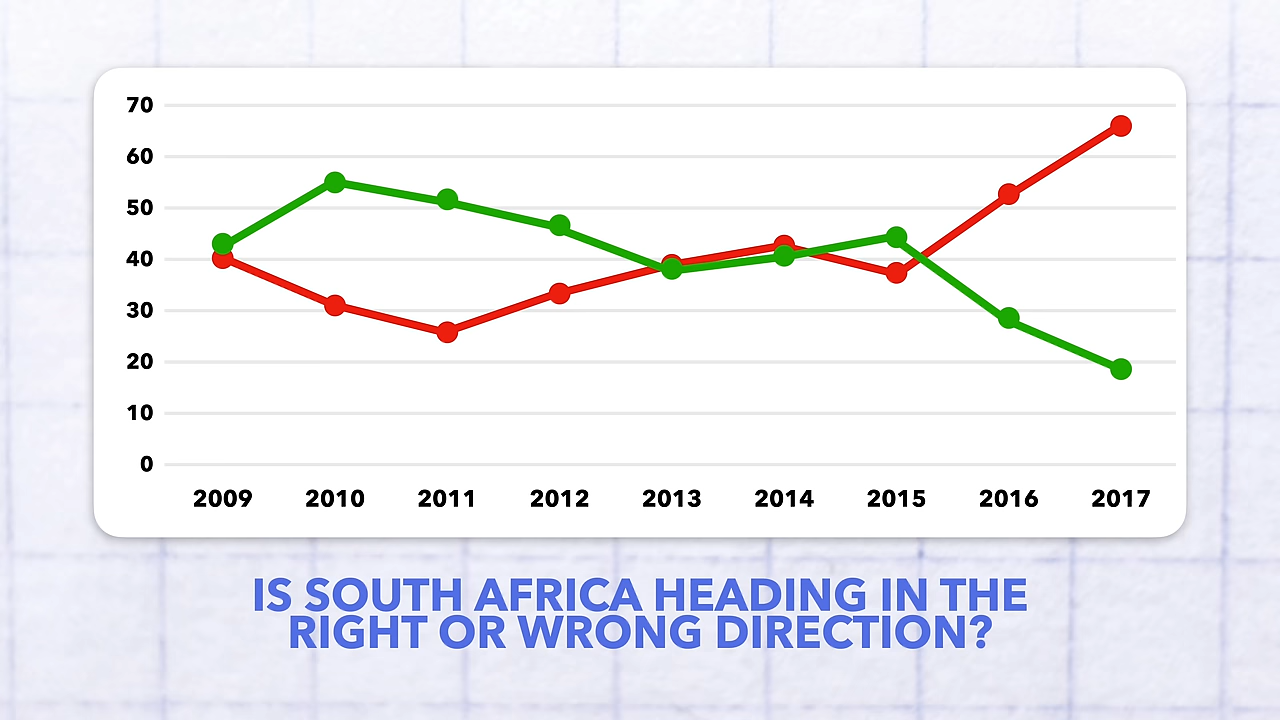 70
60
50
40
30
20
10
0
2009 2010 2011 2012 2013 2014 2015 2016 2017
IS SOUTH AFRICA HEADING IN THE
RIGHT OR WRONG DIRECTION?